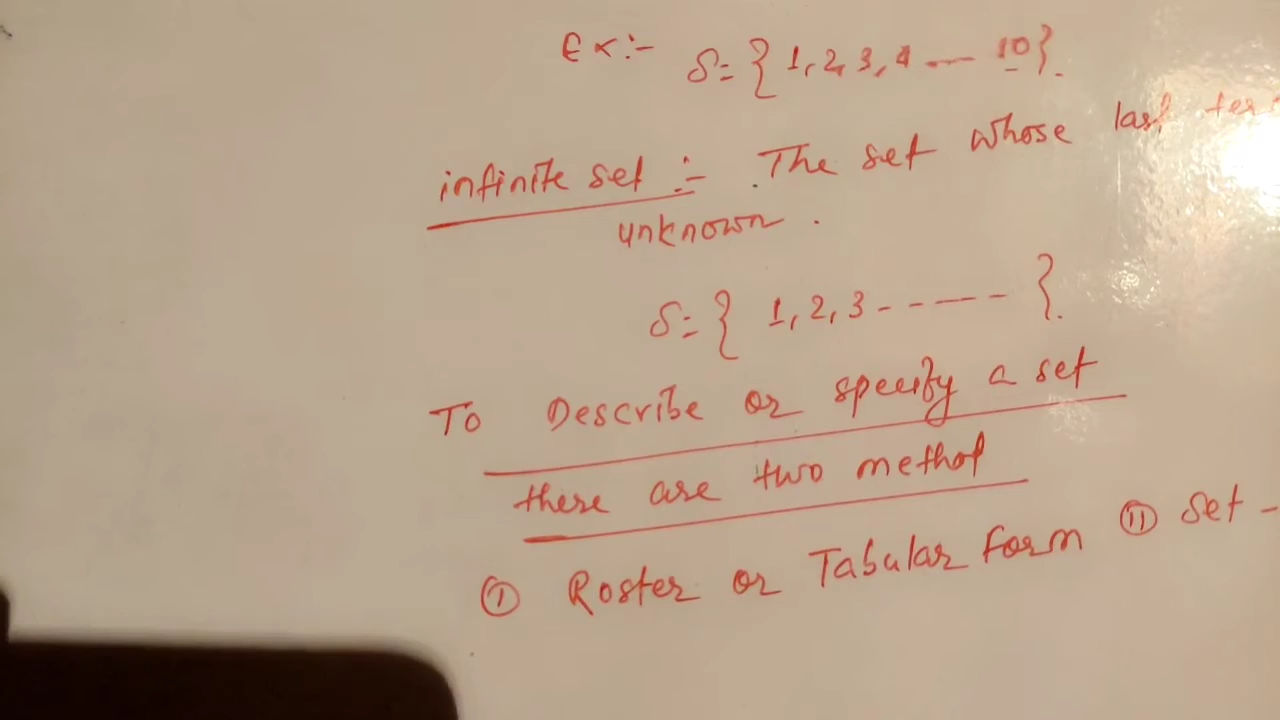 Ex:- S= { 1, 2, 3, 4 ---- 10}.
infinite set :- .The set whose last
unknown .
S= { 1, 2, 3 ------ }.
To Describe or specify a set
there are two method
① Roster or Tabular form ⑪ Set -